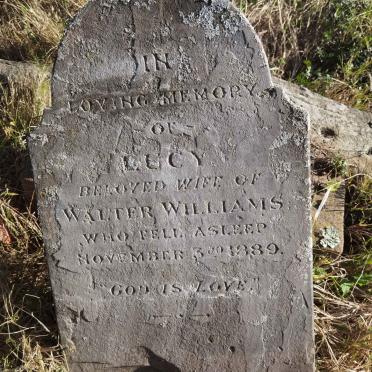 IN
LOVING MEMORY
OF
LUCY
BELOVED WIFE OF
WALTER WILLIAMS
WHO FELL ASLEEP
NOVEMBER 3RD 1889.
GOD IS LOVE.